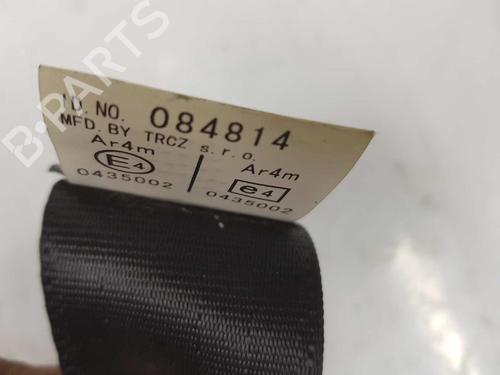 I.D. NO. 084814
MFD. BY TRCZ s.r.o.
Ar4m
E4
0435002
Ar4m
e4
0435002
B-PARTS